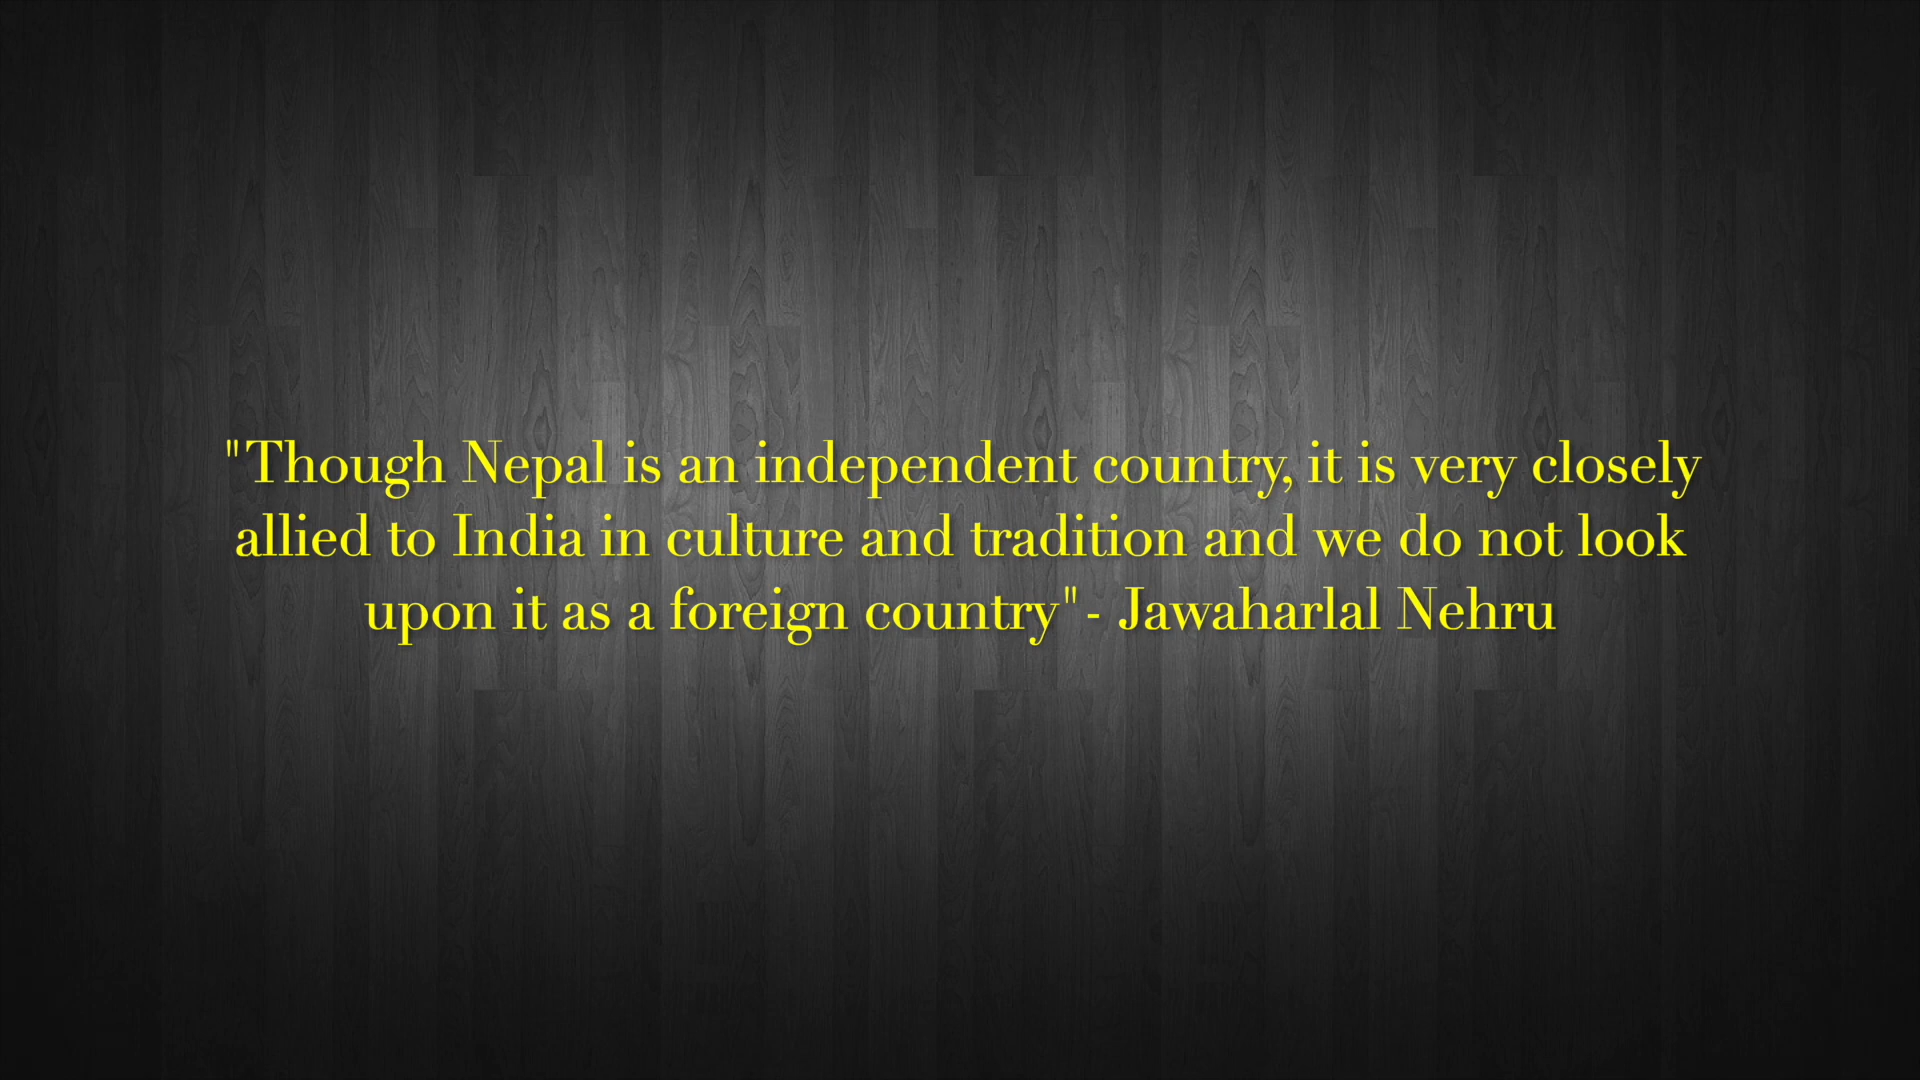 "Though Nepal is an independent country, it is very closely
allied to India in culture and tradition and we do not look
upon it as a foreign country"- Jawaharlal Nehru